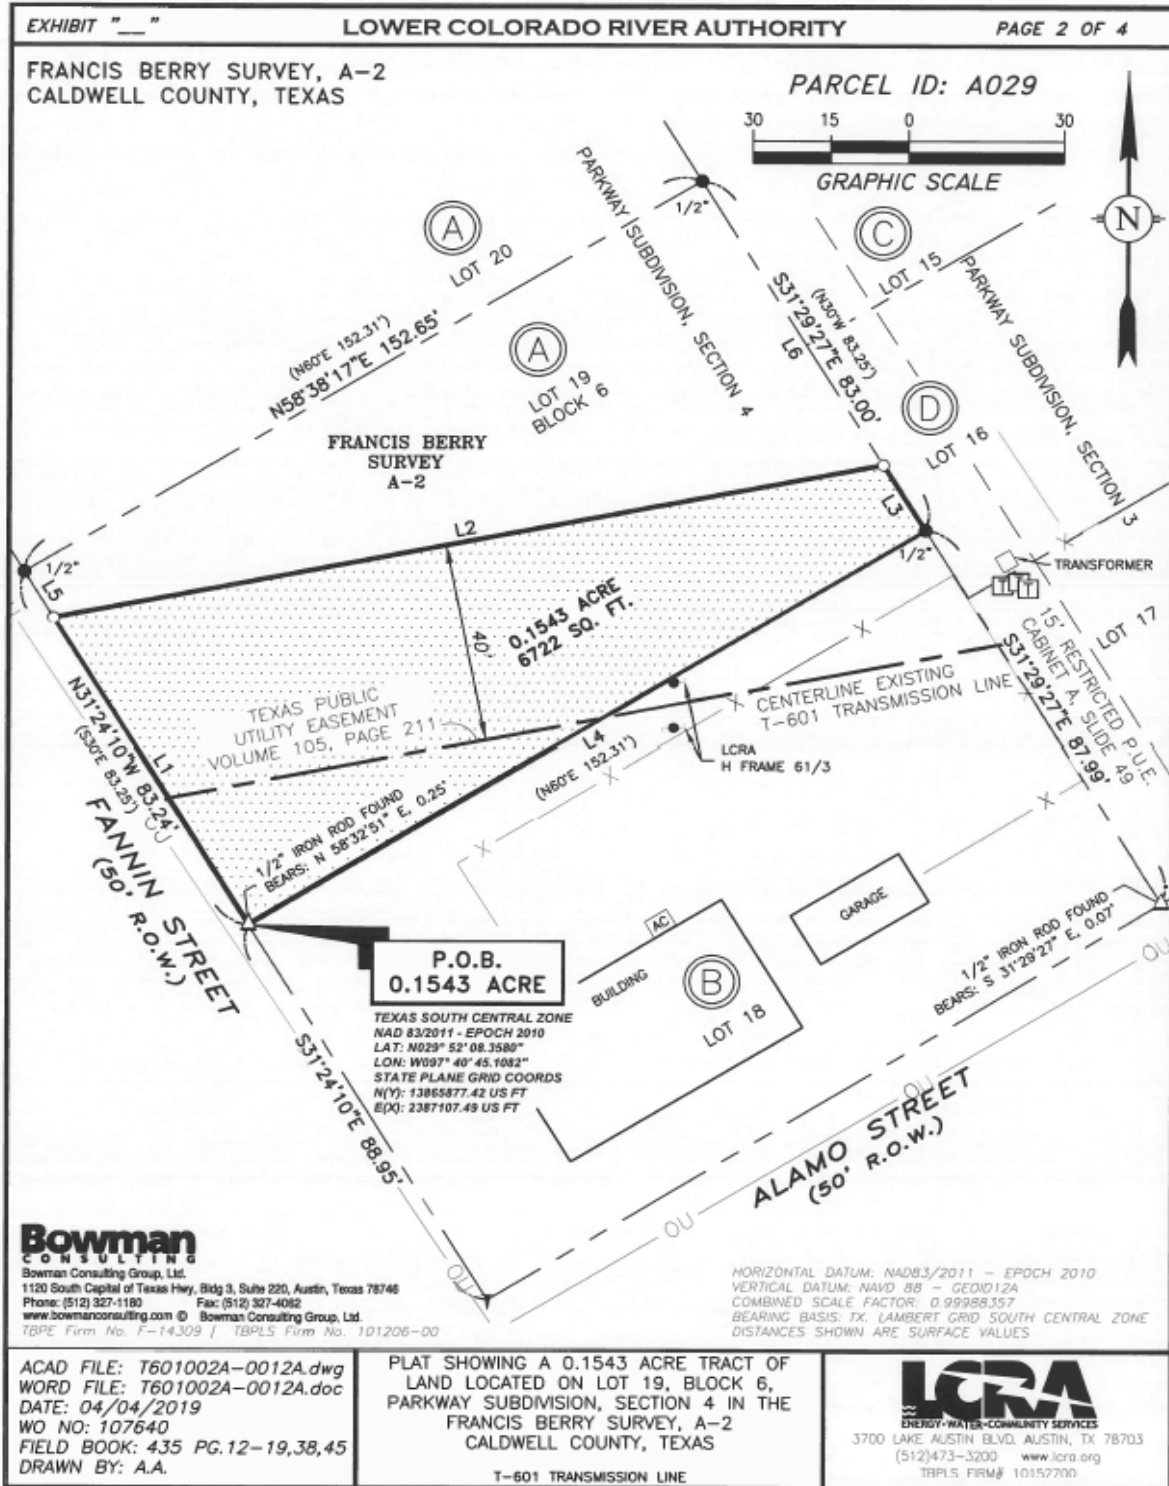 EXHIBIT "__"
LOWER COLORADO RIVER AUTHORITY
PAGE 2 OF 4
FRANCIS BERRY SURVEY, A-2
CALDWELL COUNTY, TEXAS
PARCEL ID: A029
30 15 0 30
GRAPHIC SCALE
N
1/2"
PARKWAY SUBDIVISION, SECTION 4
A
LOT 20
C
LOT 15
PARKWAY SUBDIVISION, SECTION 3
(N60°E 152.31')
N58°38'17"E 152.65'
A
LOT 19
BLOCK 6
(N30°W 83.25')
S31°29'27"E 83.00'
L6
D
LOT 16
FRANCIS BERRY
SURVEY
A-2
L2
L3
1/2"
1/2"
L5
TRANSFORMER
T T
0.1543 ACRE
6722 SQ. FT.
40'
LOT 17
15' RESTRICTED P.U.E.
CABINET A, SLIDE 49
S31°29'27"E 87.99'
TEXAS PUBLIC
UTILITY EASEMENT
VOLUME 105, PAGE 211
CENTERLINE EXISTING
T-601 TRANSMISSION LINE
N31°24'10"W 83.24'
L1
(S30°E 83.25')
L4
(N60°E 152.31')
LCRA
H FRAME 61/3
X X X X X X
FANNIN STREET
(50' R.O.W.)
1/2" IRON ROD FOUND
BEARS: N 58°32'51" E, 0.25'
P.O.B.
0.1543 ACRE
TEXAS SOUTH CENTRAL ZONE
NAD 83/2011 - EPOCH 2010
LAT: N029° 52' 08.3580"
LON: W097° 40' 45.1082"
STATE PLANE GRID COORDS
N(Y): 13865877.42 US FT
E(X): 2387107.49 US FT
AC
BUILDING
B
LOT 18
GARAGE
1/2" IRON ROD FOUND
BEARS: S 31°29'27" E, 0.07'
OU
OU
OU
OU
S31°24'10"E 88.95'
ALAMO STREET
(50' R.O.W.)
Bowman
CONSULTING
Bowman Consulting Group, Ltd.
1120 South Capital of Texas Hwy, Bldg 3, Suite 220, Austin, Texas 78746
Phone: (512) 327-1180 Fax: (512) 327-4062
www.bowmanconsulting.com © Bowman Consulting Group, Ltd.
TBPE Firm No. F-14309 | TBPLS Firm No. 101206-00
HORIZONTAL DATUM: NAD83/2011 - EPOCH 2010
VERTICAL DATUM: NAVD 88 - GEOID12A
COMBINED SCALE FACTOR: 0.99988357
BEARING BASIS: TX. LAMBERT GRID SOUTH CENTRAL ZONE
DISTANCES SHOWN ARE SURFACE VALUES
ACAD FILE: T601002A-0012A.dwg
WORD FILE: T601002A-0012A.doc
DATE: 04/04/2019
WO NO: 107640
FIELD BOOK: 435 PG.12-19,38,45
DRAWN BY: A.A.
PLAT SHOWING A 0.1543 ACRE TRACT OF
LAND LOCATED ON LOT 19, BLOCK 6,
PARKWAY SUBDIVISION, SECTION 4 IN THE
FRANCIS BERRY SURVEY, A-2
CALDWELL COUNTY, TEXAS
T-601 TRANSMISSION LINE
LCRA
ENERGY•WATER•COMMUNITY SERVICES
3700 LAKE AUSTIN BLVD. AUSTIN, TX 78703
(512)473-3200 www.lcra.org
TBPLS FIRM# 10152700